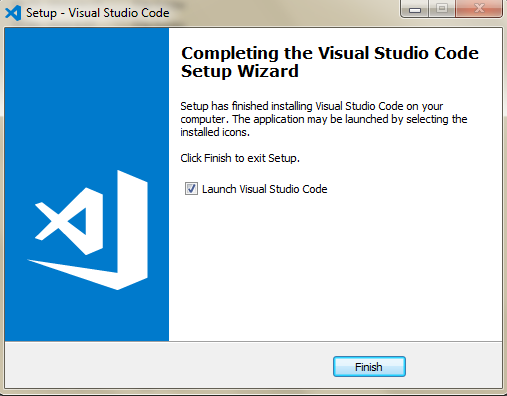 Setup - Visual Studio Code
Completing the Visual Studio Code
Setup Wizard
Setup has finished installing Visual Studio Code on your
computer. The application may be launched by selecting the
installed icons.
Click Finish to exit Setup.
Launch Visual Studio Code
Finish